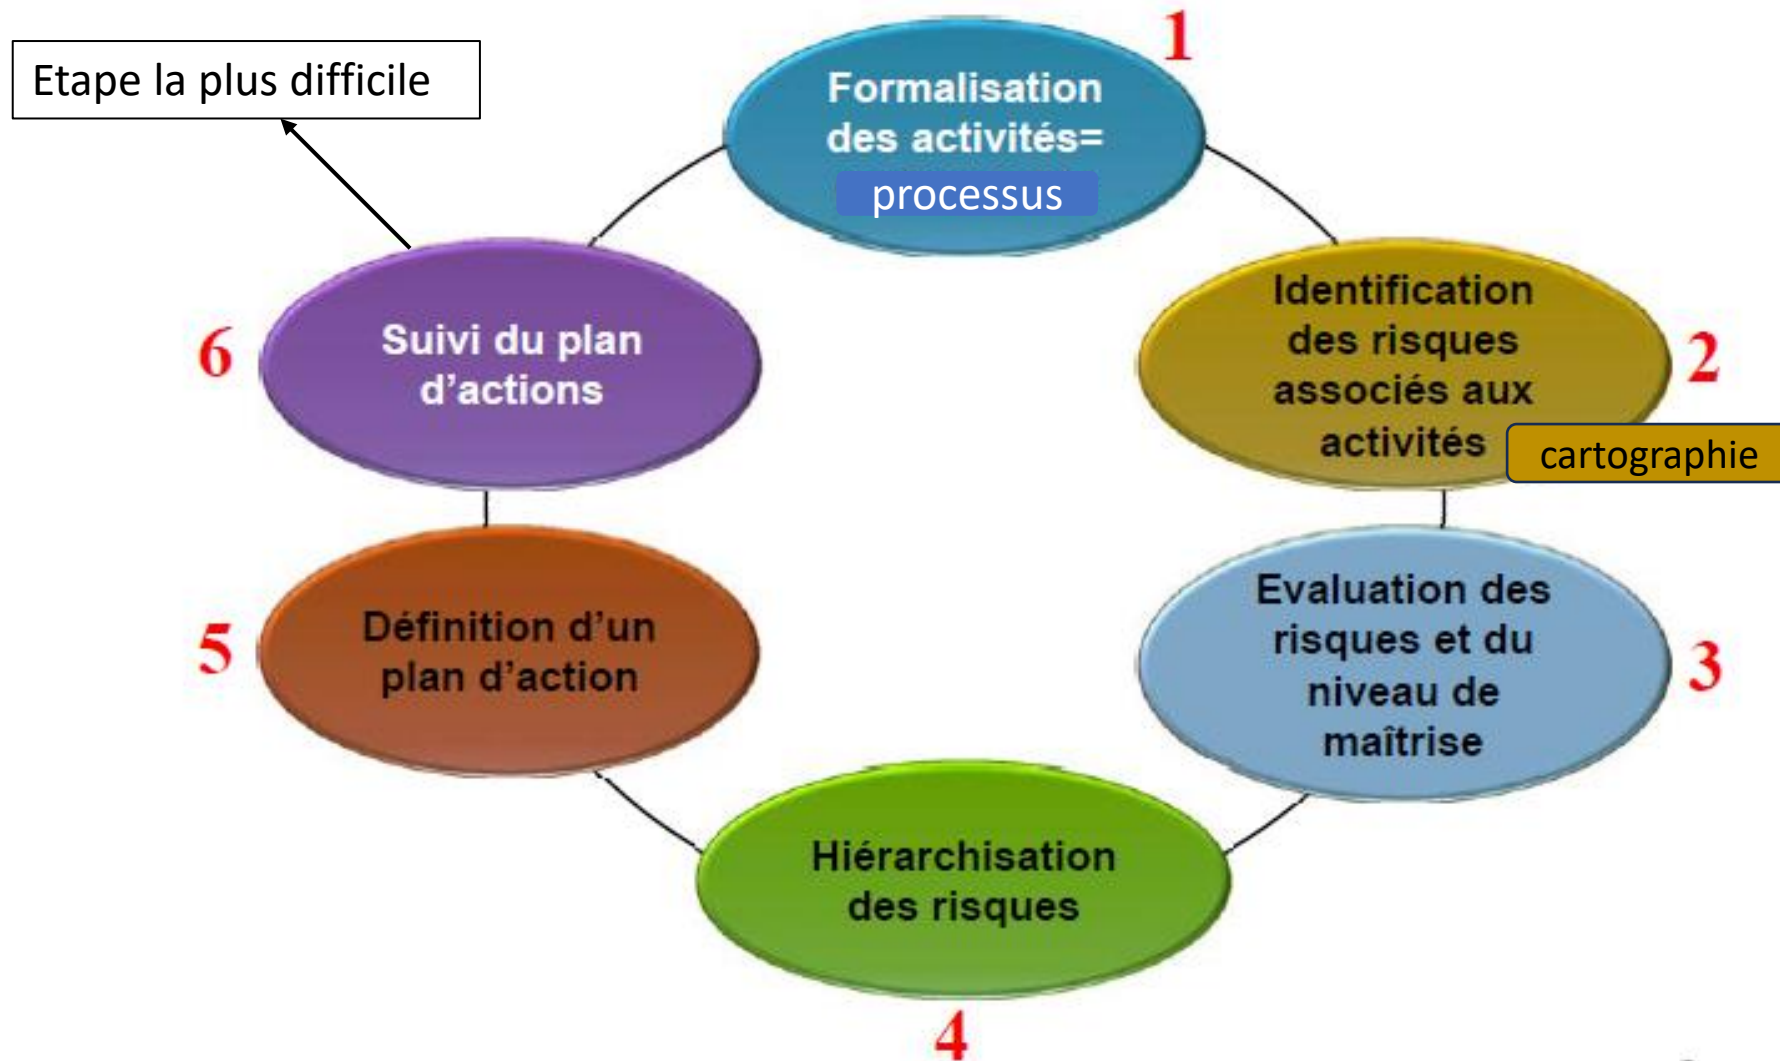 Etape la plus difficile
1
Formalisation
des activités=
processus
2
Identification
des risques
associés aux
activités
cartographie
3
Evaluation des
risques et du
niveau de
maîtrise
4
Hiérarchisation
des risques
5
Définition d’un
plan d’action
6
Suivi du plan
d’actions